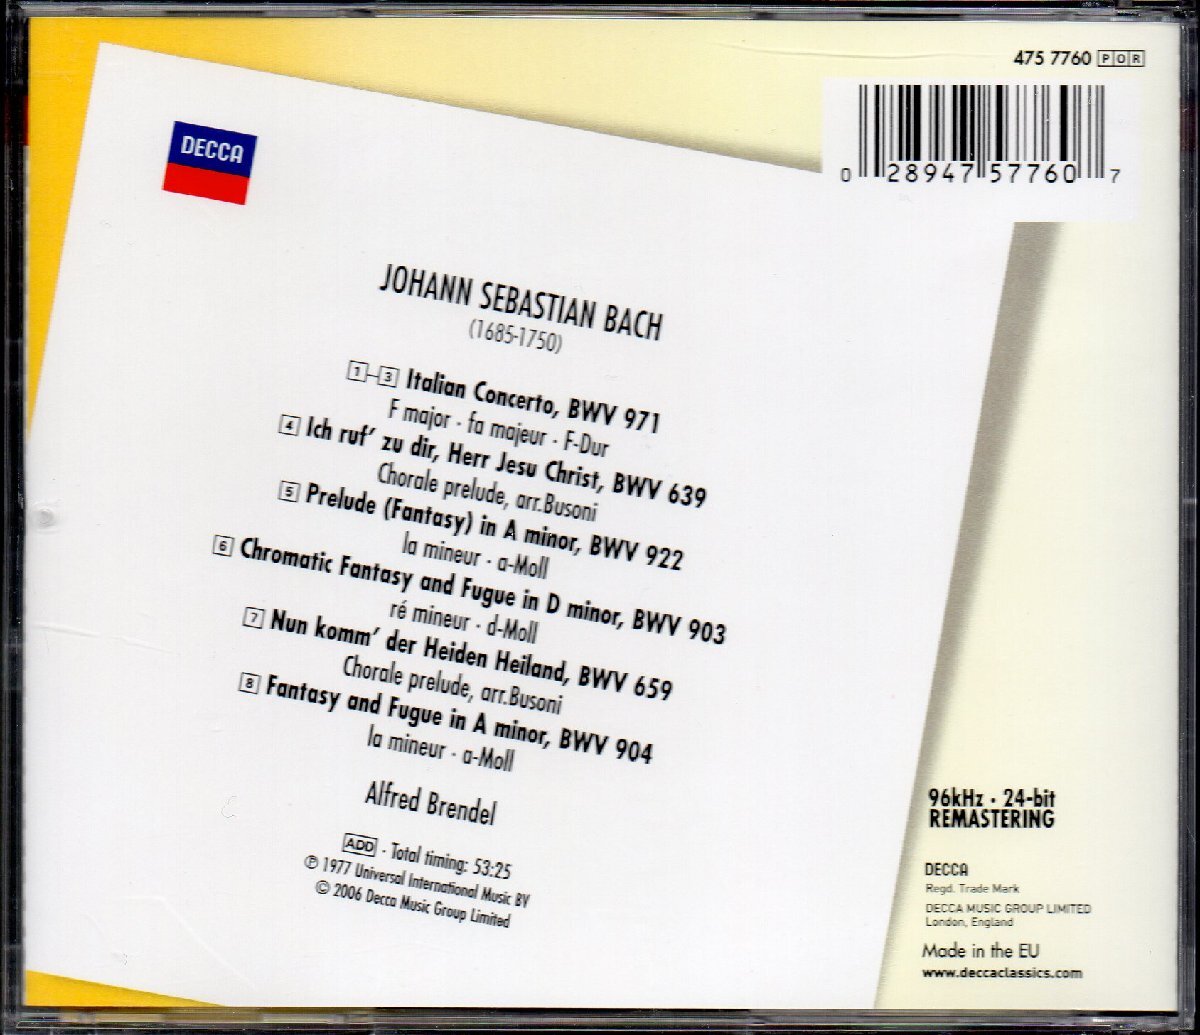 475 7760 POR
0 28947 57760 7
DECCA
JOHANN SEBASTIAN BACH
(1685-1750)
1–3 Italian Concerto, BWV 971
F major · fa majeur · F-Dur
4 Ich ruf' zu dir, Herr Jesu Christ, BWV 639
Chorale prelude, arr.Busoni
5 Prelude (Fantasy) in A minor, BWV 922
la mineur · a-Moll
6 Chromatic Fantasy and Fugue in D minor, BWV 903
ré mineur · d-Moll
7 Nun komm' der Heiden Heiland, BWV 659
Chorale prelude, arr.Busoni
8 Fantasy and Fugue in A minor, BWV 904
la mineur · a-Moll
Alfred Brendel
ADD · Total timing: 53:25
℗ 1977 Universal International Music BV
© 2006 Decca Music Group Limited
96kHz · 24-bit
REMASTERING
DECCA
Regd. Trade Mark
DECCA MUSIC GROUP LIMITED
London, England
Made in the EU
www.deccaclassics.com